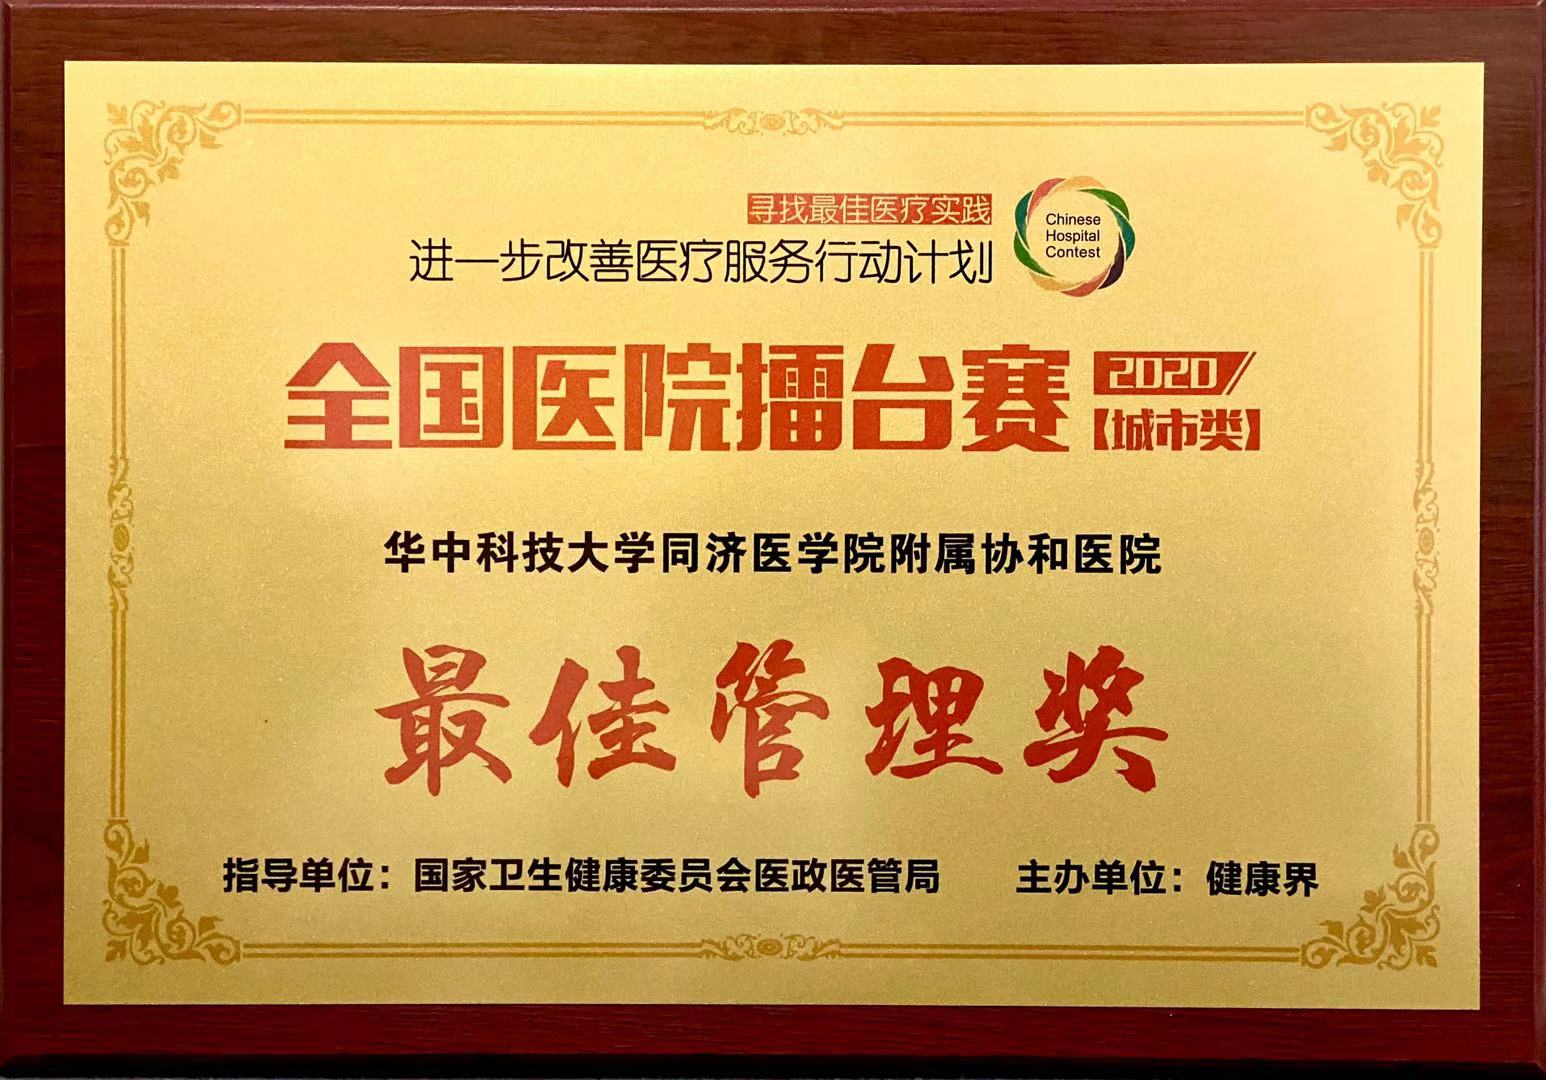 寻找最佳医疗实践
进一步改善医疗服务行动计划
Chinese
Hospital
Contest
全国医院擂台赛 2020
【城市类】
华中科技大学同济医学院附属协和医院
最佳管理奖
指导单位：国家卫生健康委员会医政医管局 主办单位：健康界